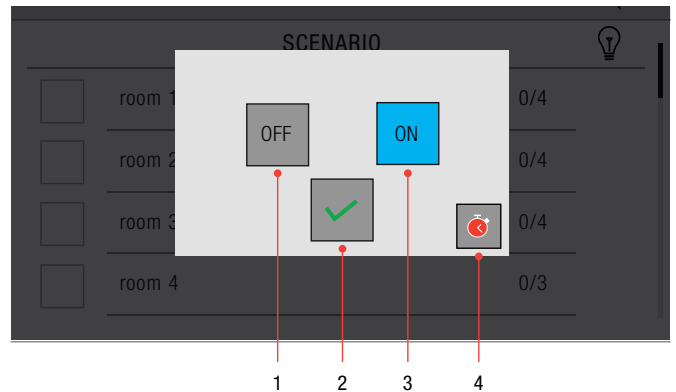 SCENARIO
room 1 0/4
OFF ON
room 2 0/4
room 3 0/4
room 4 0/3
1 2 3 4